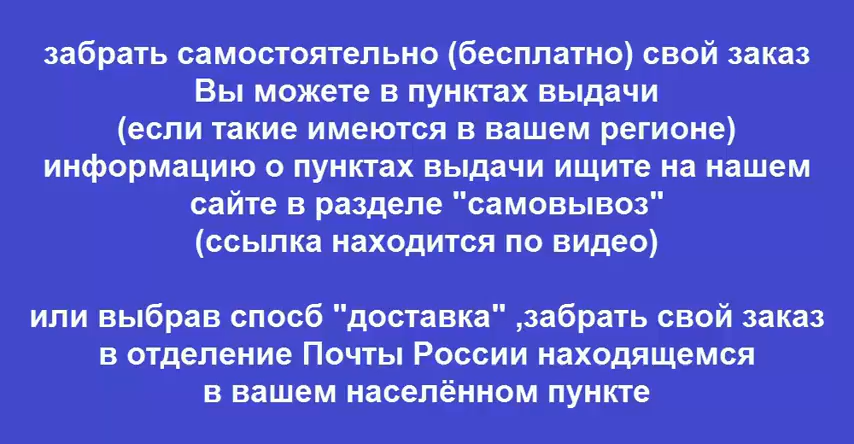 забрать самостоятельно (бесплатно) свой заказ
Вы можете в пунктах выдачи
(если такие имеются в вашем регионе)
информацию о пунктах выдачи ищите на нашем
сайте в разделе "самовывоз"
(ссылка находится по видео)
или выбрав спосб "доставка" ,забрать свой заказ
в отделение Почты России находящемся
в вашем населённом пункте